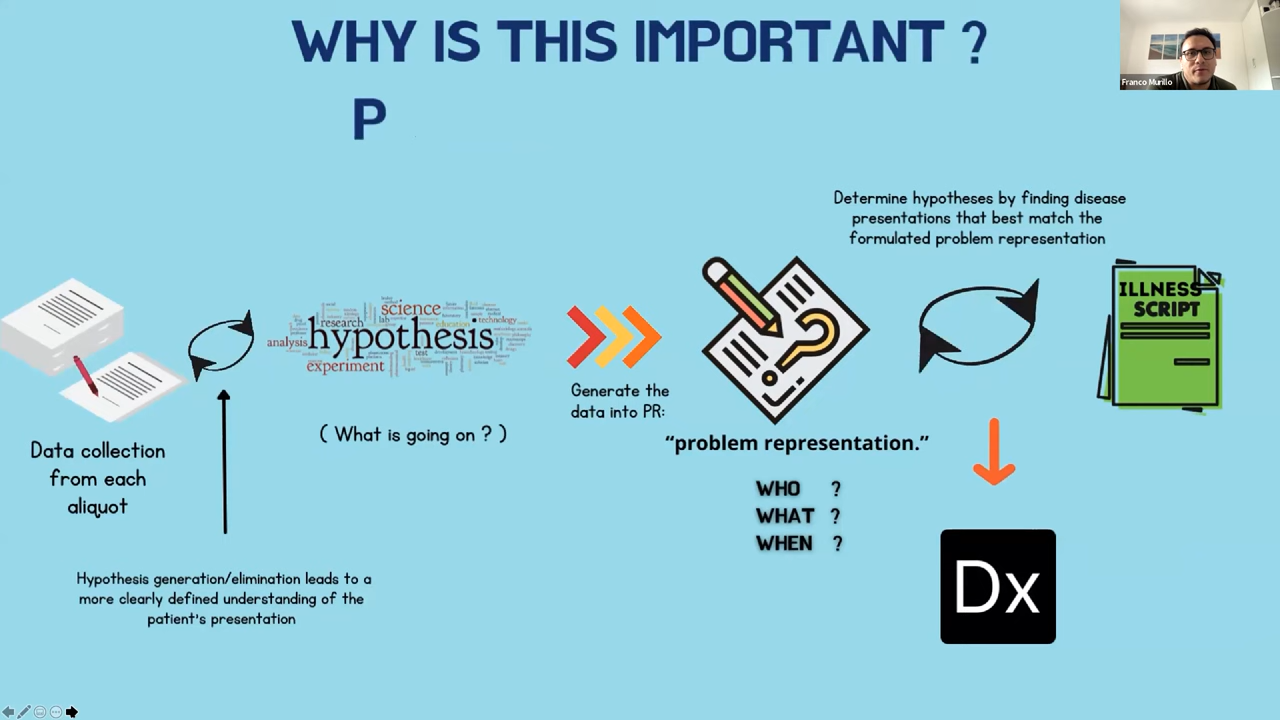 WHY IS THIS IMPORTANT ?
P
Franco Murillo
Determine hypotheses by finding disease
presentations that best match the
formulated problem representation
ILLNESS
SCRIPT
science
research
technology
education
hypothesis
analysis
test
experiment
Generate the
data into PR:
( What is going on ? )
"problem representation."
Data collection
from each
aliquot
WHO ?
WHAT ?
WHEN ?
Dx
Hypothesis generation/elimination leads to a
more clearly defined understanding of the
patient's presentation